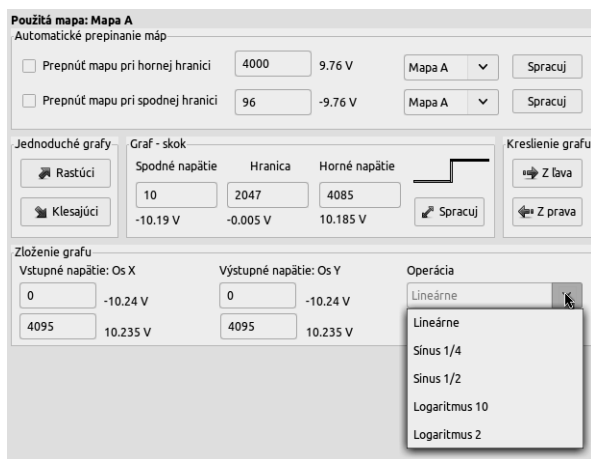 Použitá mapa: Mapa A
Automatické prepinanie máp
Prepnúť mapu pri hornej hranici 4000 9.76 V Mapa A Spracuj
Prepnúť mapu pri spodnej hranici 96 -9.76 V Mapa A Spracuj
Jednoduché grafy Graf - skok Kreslienie grafu
Rastúci Spodné napätie Hranica Horné napätie Z ľava
10 2047 4085
Klesajúci -10.19 V -0.005 V 10.185 V Spracuj Z prava
Zloženie grafu
Vstupné napätie: Os X Výstupné napätie: Os Y Operácia
0 -10.24 V 0 -10.24 V Lineárne
4095 10.235 V 4095 10.235 V
Lineárne
Sínus 1/4
Sinus 1/2
Logaritmus 10
Logaritmus 2